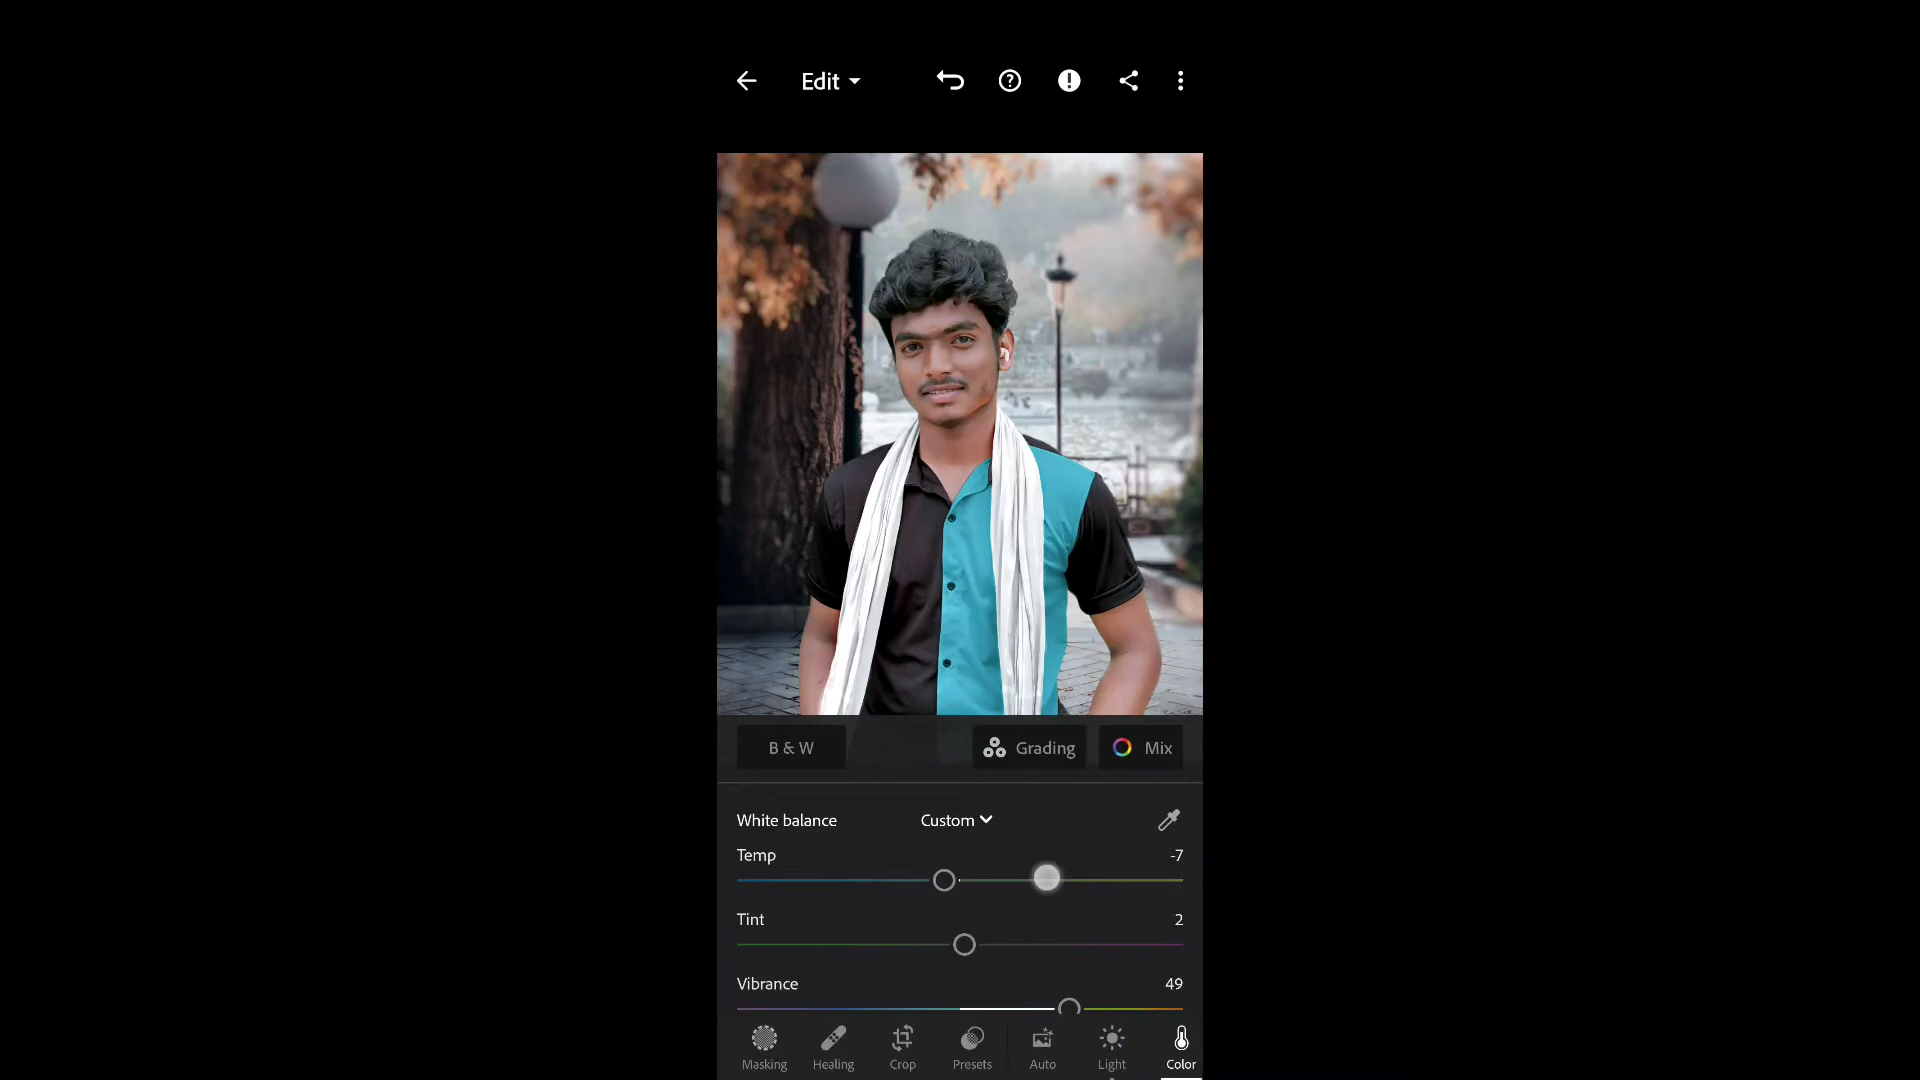 Edit
B & W Grading Mix
White balance Custom
Temp -7
Tint 2
Vibrance 49
Masking Healing Crop Presets Auto Light Color